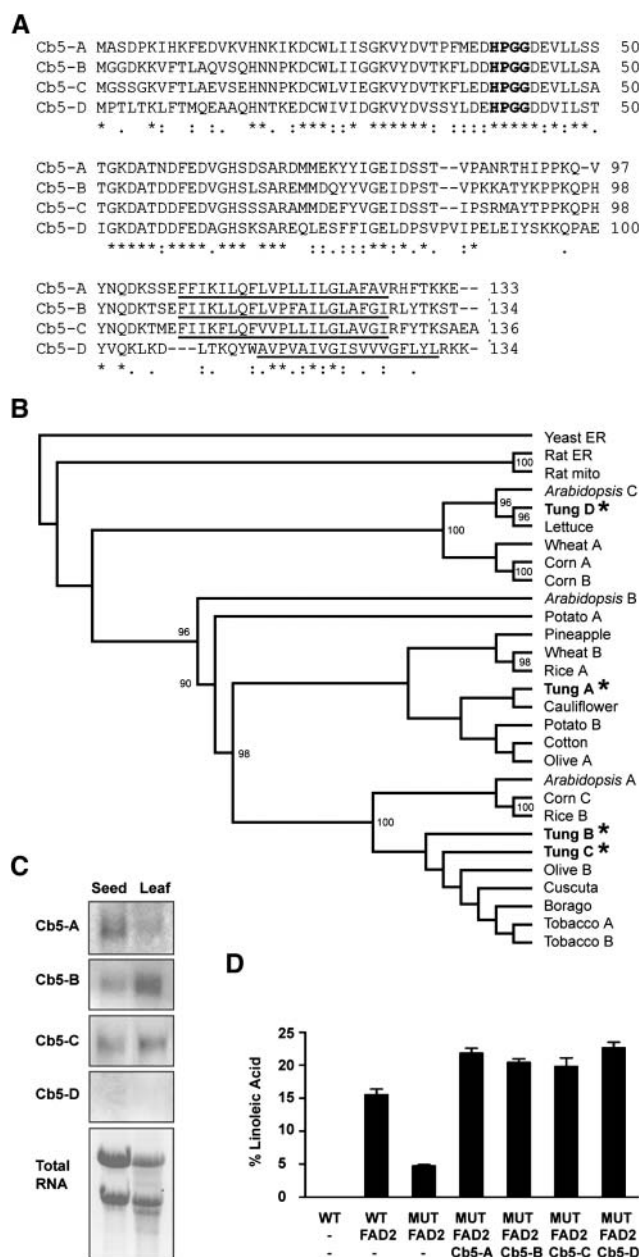 A
Cb5-A MASDPKIHKFEDVKVHNKIKDCWLIISGKVYDVTPFMEDHPGGDEVLLSS 50
Cb5-B MGGDKKVFTLAQVSQHNNPKDCWLIINGKVYDVTKFLDDHPGGDEVLLSA 50
Cb5-C MGSSGKVFTLAEVSEHNNPKDCWLVIEGKVYDVTKFLEDHPGGDEVLLSA 50
Cb5-D MPTLTKLFTMQEAAQHNTKEDCWIVIDGKVYDVSSYLDEHPGGDDVILST 50
Cb5-A TGKDATNDFEDVGHSDSARDMMEKYYIGEIDSST--VPANRTHIPPKQ-V 97
Cb5-B TGKDATDDFEDVGHSLSAREMMDQYYVGEIDPST--VPKKATYKPPKQPH 98
Cb5-C TGKDATDDFEDVGHSSSARAMMDEFYVGEIDSST--IPSRMAYTPPKQPH 98
Cb5-D IGKDATDDFEDAGHSKSAREQLESFFIGELDPSPVPVIPELEIYSKKQPAE 100
Cb5-A YNQDKSSEFFIKILQFLVPLLILGLAFAVRHFTKKE-- 133
Cb5-B YNQDKTSEFIIKLLQFLVPFAILGLAFGIRLYTKST-- 134
Cb5-C YNQDKTMEFIIKFLQFVVPLLILGLAVGIRFYTKSAEA 136
Cb5-D YVQKLKD---LTKQYWAVPVAIVGISVVVGFLYLRKK- 134
B
Yeast ER
Rat ER
100
Rat mito
Arabidopsis C
96
Tung D *
96
100
Lettuce
Wheat A
Corn A
100
Corn B
Arabidopsis B
96
Potato A
Pineapple
90
Wheat B
98
Rice A
Tung A *
Cauliflower
Potato B
98
Cotton
Olive A
Arabidopsis A
Corn C
100
Rice B
100
Tung B *
Tung C *
Olive B
Cuscuta
Borago
Tobacco A
Tobacco B
C
Seed Leaf
Cb5-A
Cb5-B
Cb5-C
Cb5-D
Total
RNA
D
% Linoleic Acid
25
20
15
10
5
0
WT WT MUT MUT MUT MUT MUT
- FAD2 FAD2 FAD2 FAD2 FAD2 FAD2
- - - Cb5-A Cb5-B Cb5-C Cb5-D